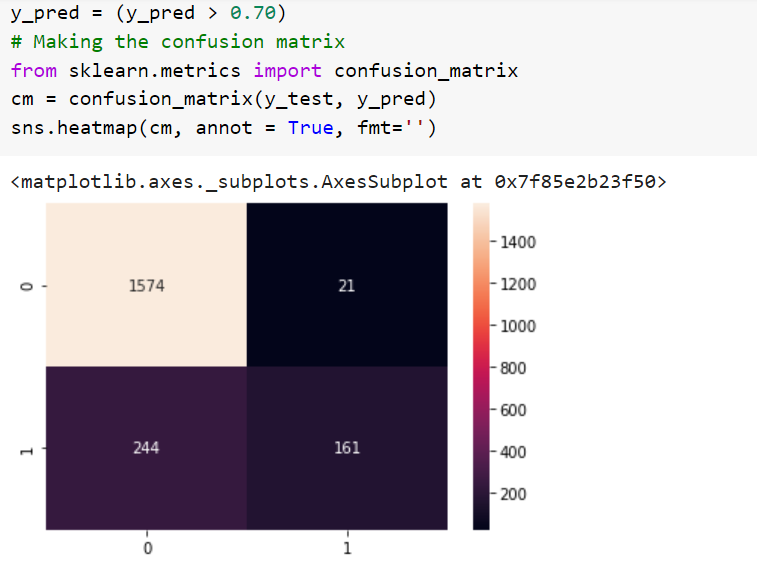 y_pred = (y_pred > 0.70)
# Making the confusion matrix
from sklearn.metrics import confusion_matrix
cm = confusion_matrix(y_test, y_pred)
sns.heatmap(cm, annot = True, fmt='')
<matplotlib.axes._subplots.AxesSubplot at 0x7f85e2b23f50>
0
1574
21
1
244
161
0
1
1400
1200
1000
800
600
400
200